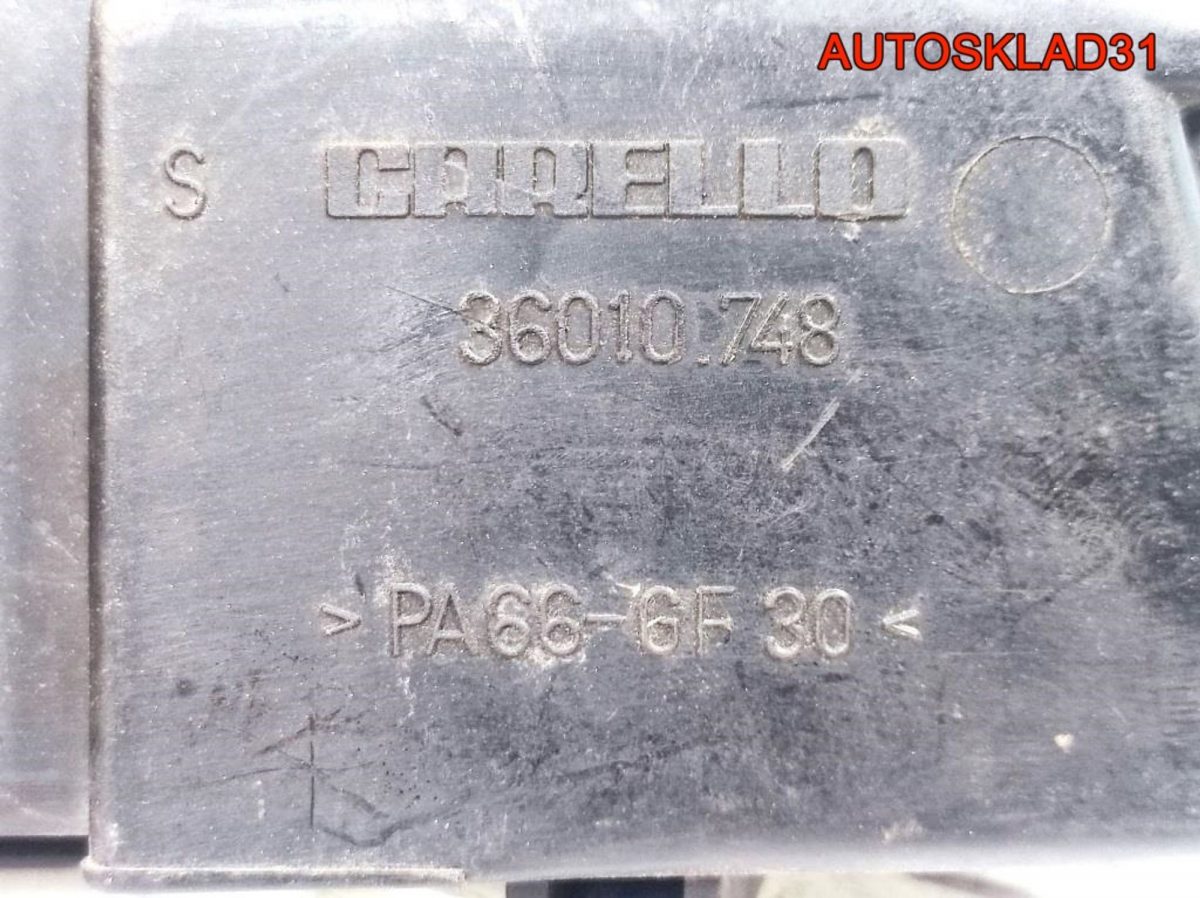 AUTOSKLAD31
S CARELLO
36010.748
> PA66-GF 30 <